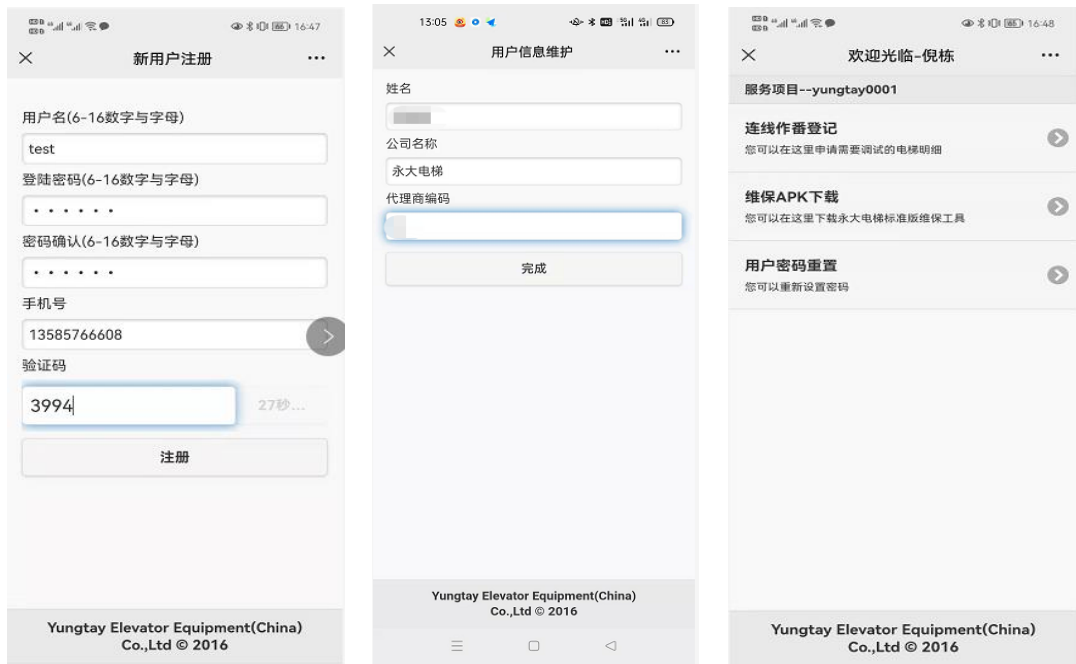 16:47
新用户注册
用户名(6-16数字与字母)
test
登陆密码(6-16数字与字母)
······
密码确认(6-16数字与字母)
······
手机号
13585766608
验证码
3994
27秒...
注册
Yungtay Elevator Equipment(China)
Co.,Ltd © 2016
13:05
用户信息维护
姓名
公司名称
永大电梯
代理商编码
完成
Yungtay Elevator Equipment(China)
Co.,Ltd © 2016
16:48
欢迎光临-倪栋
服务项目--yungtay0001
连线作番登记
您可以在这里申请需要调试的电梯明细
维保APK下载
您可以在这里下载永大电梯标准版维保工具
用户密码重置
您可以重新设置密码
Yungtay Elevator Equipment(China)
Co.,Ltd © 2016